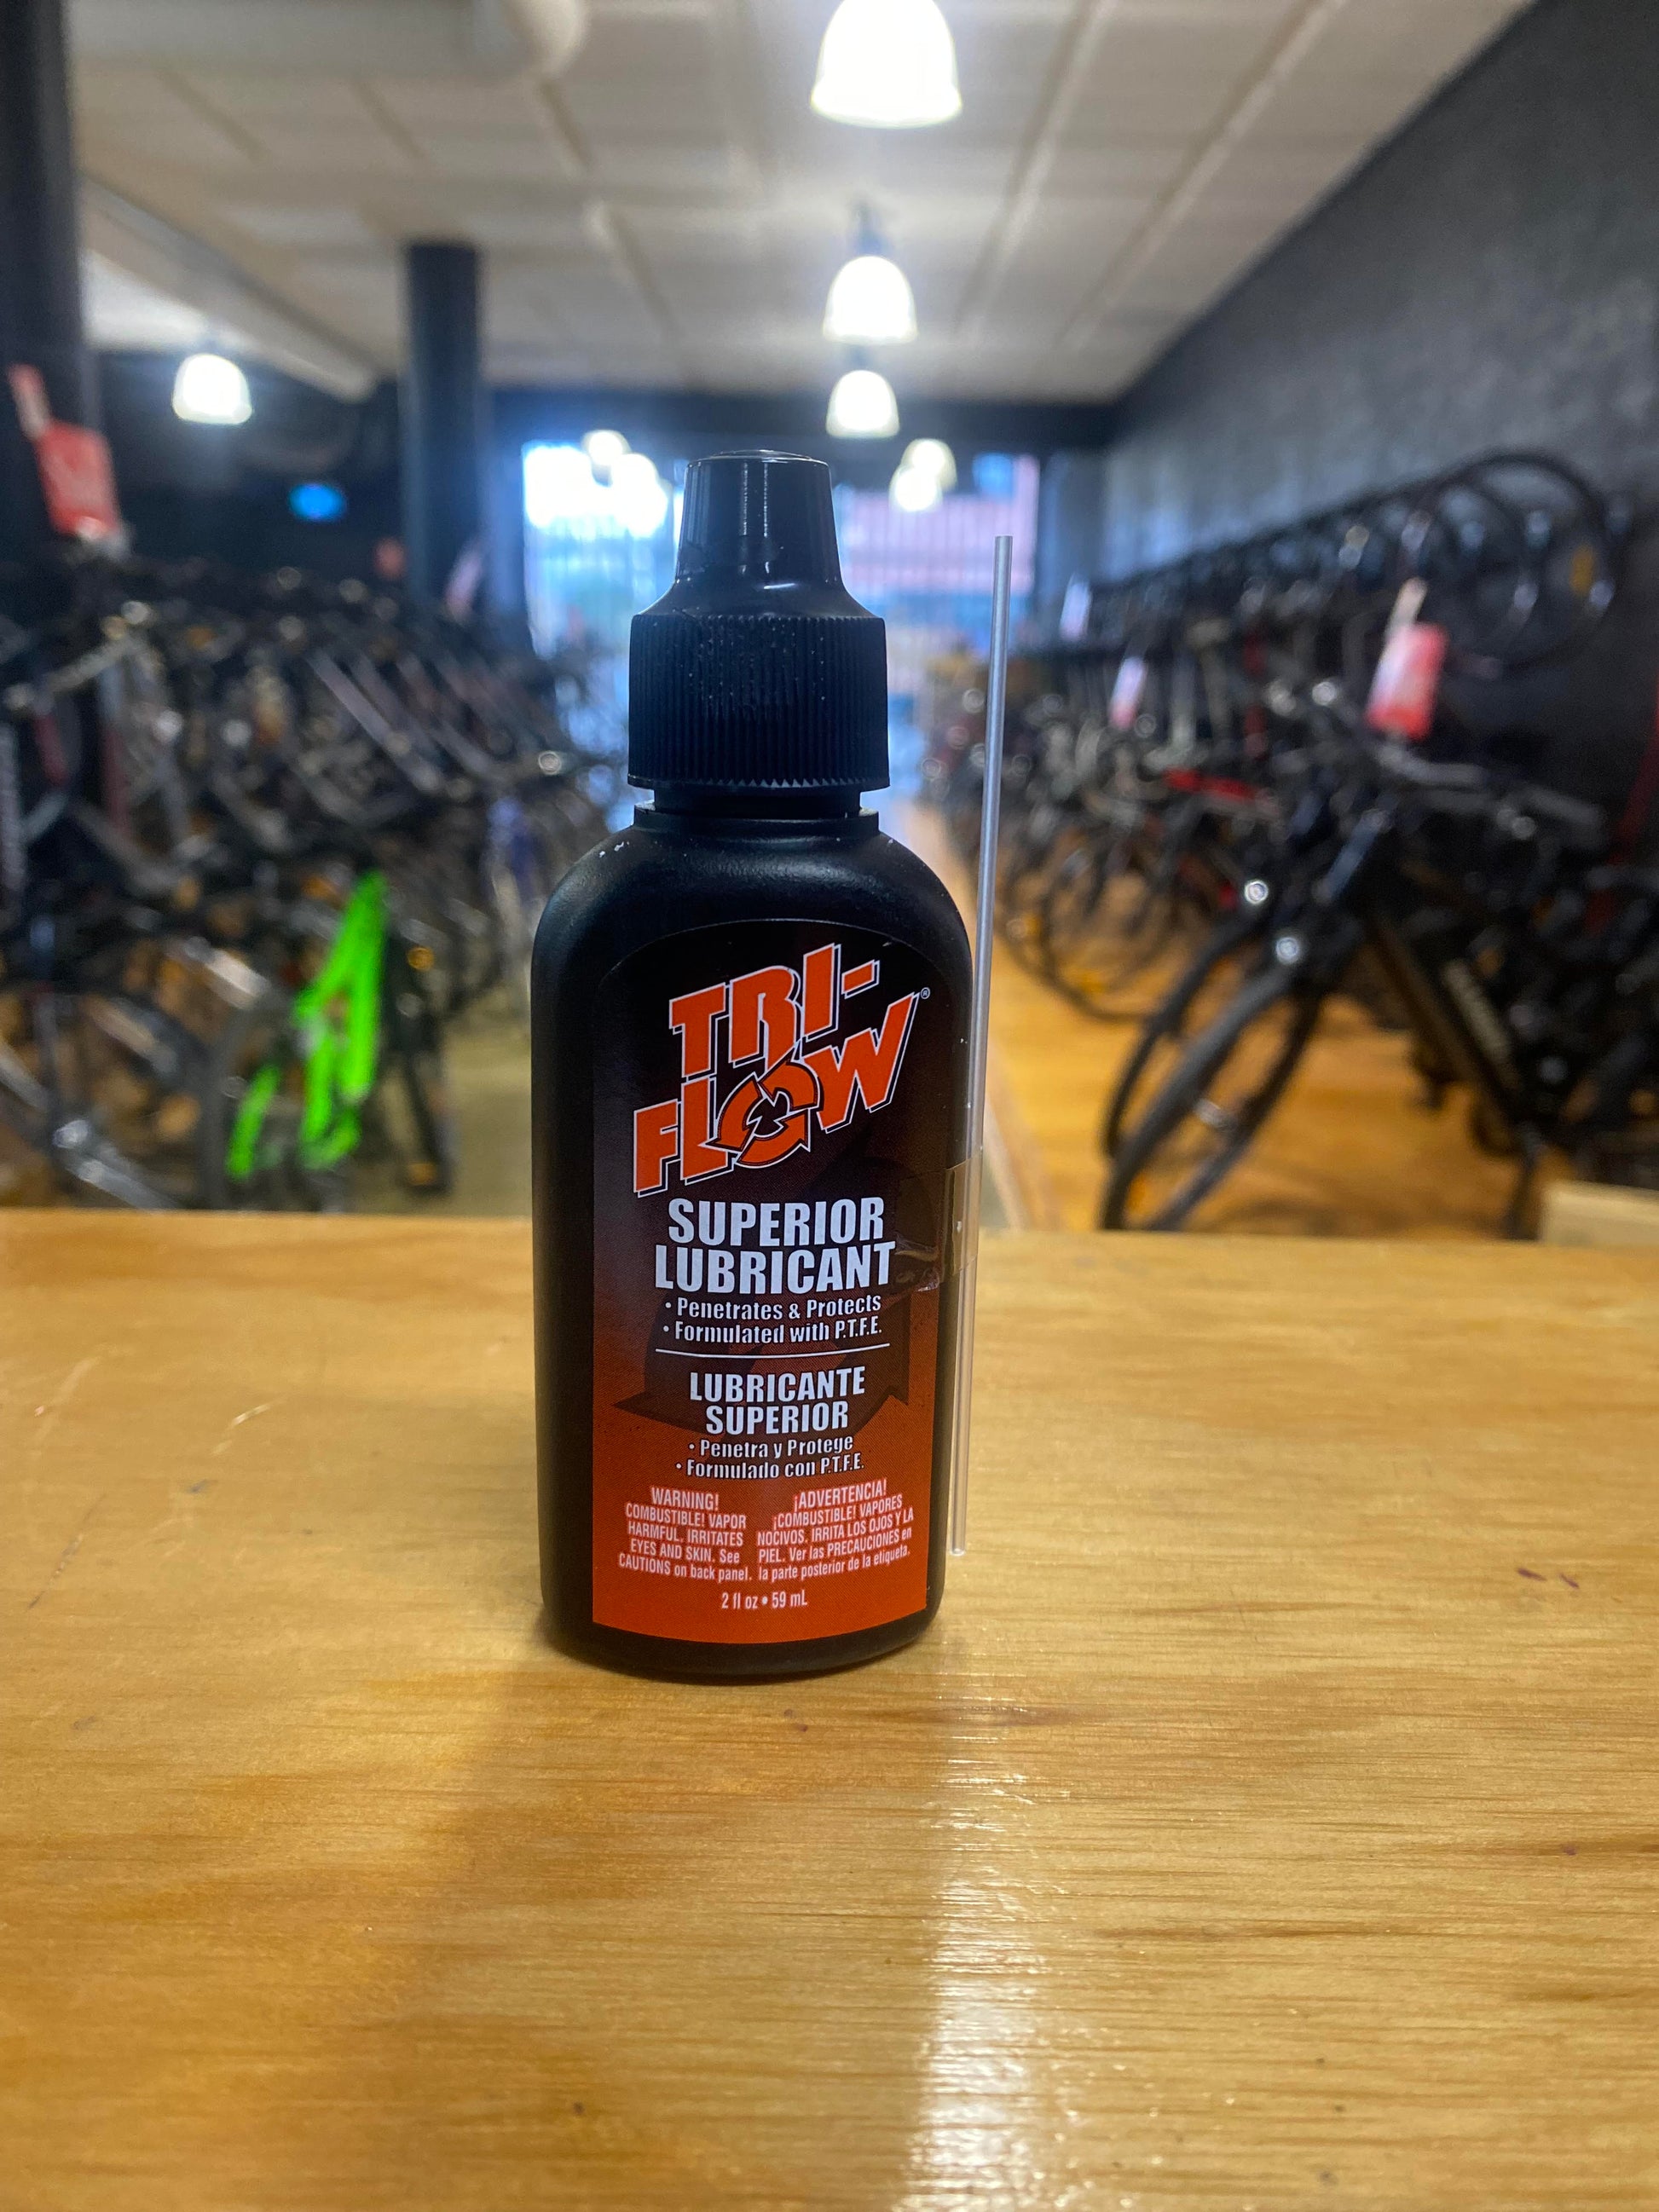 TRI-
FLOW®
SUPERIOR
LUBRICANT
• Penetrates & Protects
• Formulated with P.T.F.E.
LUBRICANTE
SUPERIOR
• Penetra y Protege
• Formulado con P.T.F.E.
WARNING!
COMBUSTIBLE! VAPOR
HARMFUL. IRRITATES
EYES AND SKIN. See
CAUTIONS on back panel.
¡ADVERTENCIA!
¡COMBUSTIBLE! VAPORES
NOCIVOS. IRRITA LOS OJOS Y LA
PIEL. Ver las PRECAUCIONES en
la parte posterior de la etiqueta.
2 fl oz • 59 mL